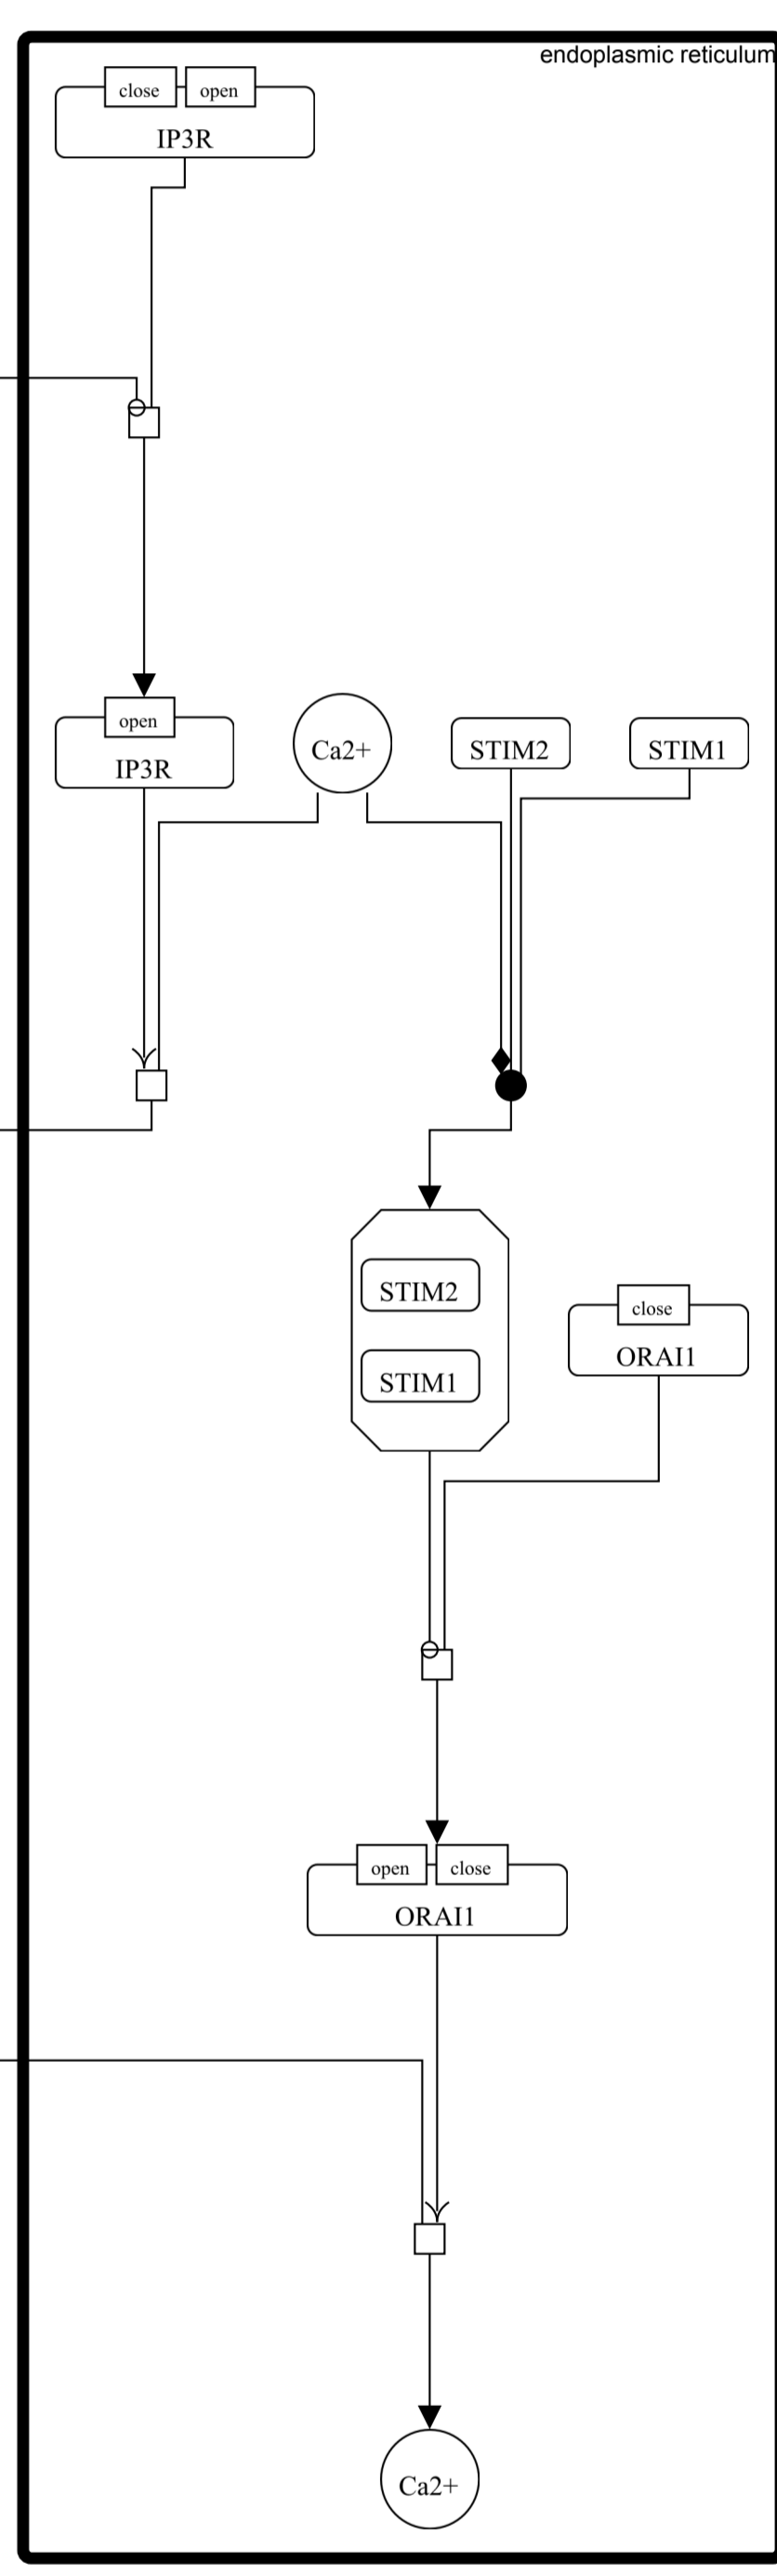 endoplasmic reticulum
close open
IP3R
open
IP3R
Ca2+
STIM2
STIM1
STIM2
STIM1
close
ORAI1
open close
ORAI1
Ca2+